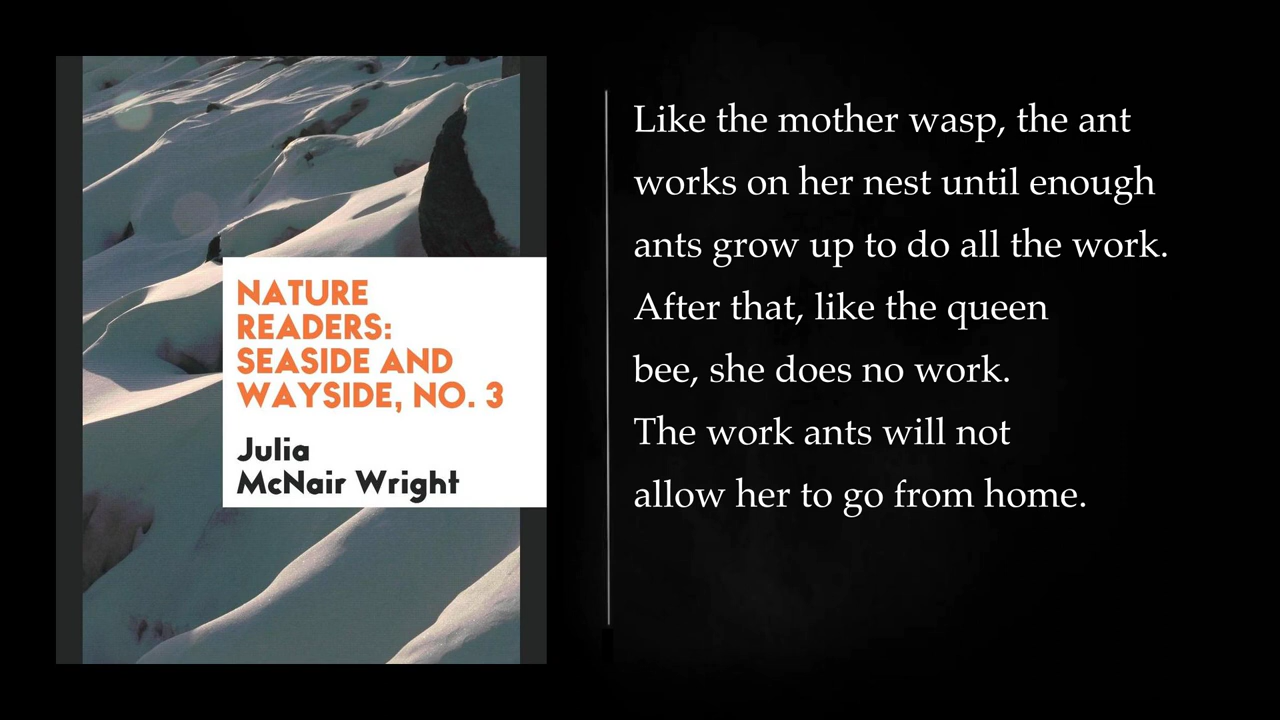 NATURE
READERS:
SEASIDE AND
WAYSIDE, NO. 3
Julia
McNair Wright
Like the mother wasp, the ant
works on her nest until enough
ants grow up to do all the work.
After that, like the queen
bee, she does no work.
The work ants will not
allow her to go from home.